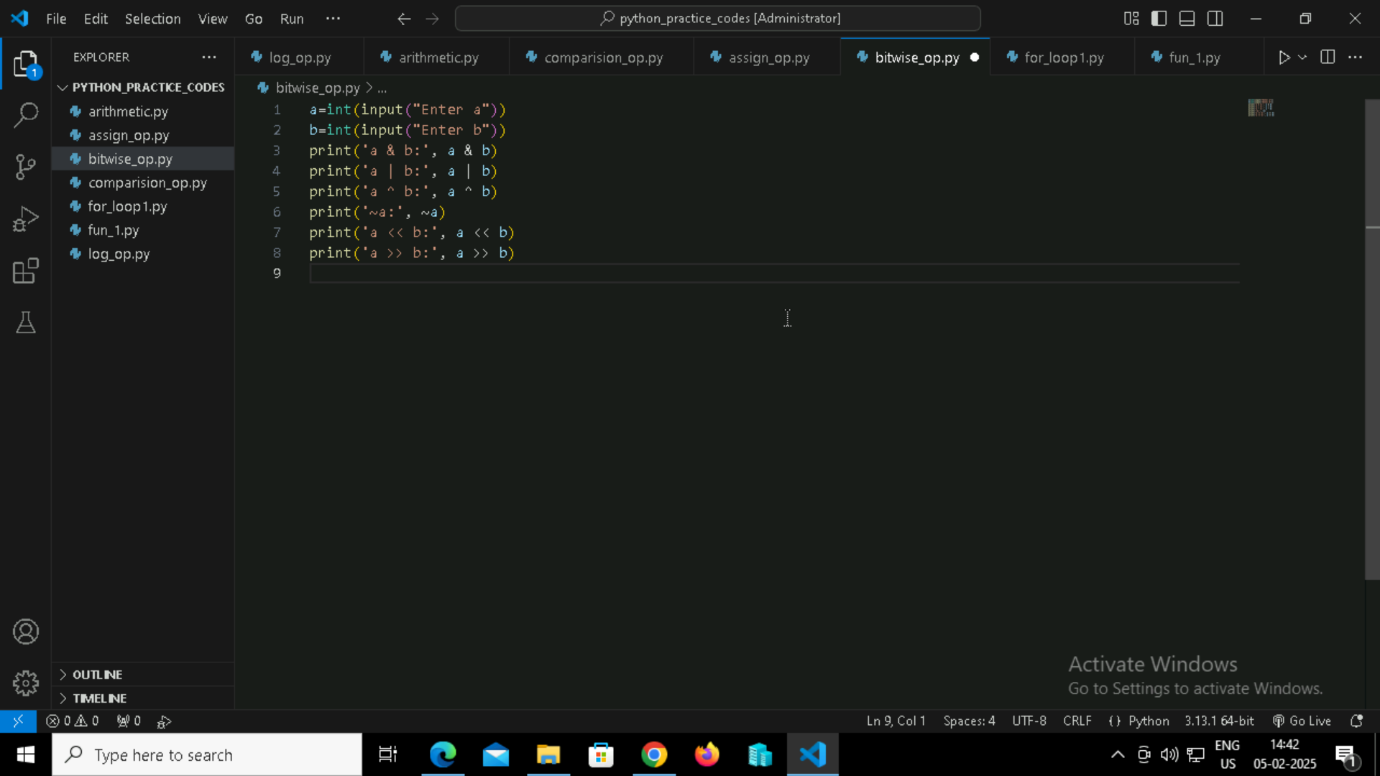 File Edit Selection View Go Run ··· python_practice_codes [Administrator]
EXPLORER ···
log_op.py arithmetic.py comparision_op.py assign_op.py bitwise_op.py for_loop1.py fun_1.py ···
PYTHON_PRACTICE_CODES
bitwise_op.py > ...
arithmetic.py
assign_op.py
bitwise_op.py
comparision_op.py
for_loop1.py
fun_1.py
log_op.py
1 a=int(input("Enter a"))
2 b=int(input("Enter b"))
3 print('a & b:', a & b)
4 print('a | b:', a | b)
5 print('a ^ b:', a ^ b)
6 print('~a:', ~a)
7 print('a << b:', a << b)
8 print('a >> b:', a >> b)
9
1
OUTLINE
TIMELINE
Activate Windows
Go to Settings to activate Windows.
0 0 0 Ln 9, Col 1 Spaces: 4 UTF-8 CRLF {} Python 3.13.1 64-bit Go Live
Type here to search
ENG
US
14:42
05-02-2025
1